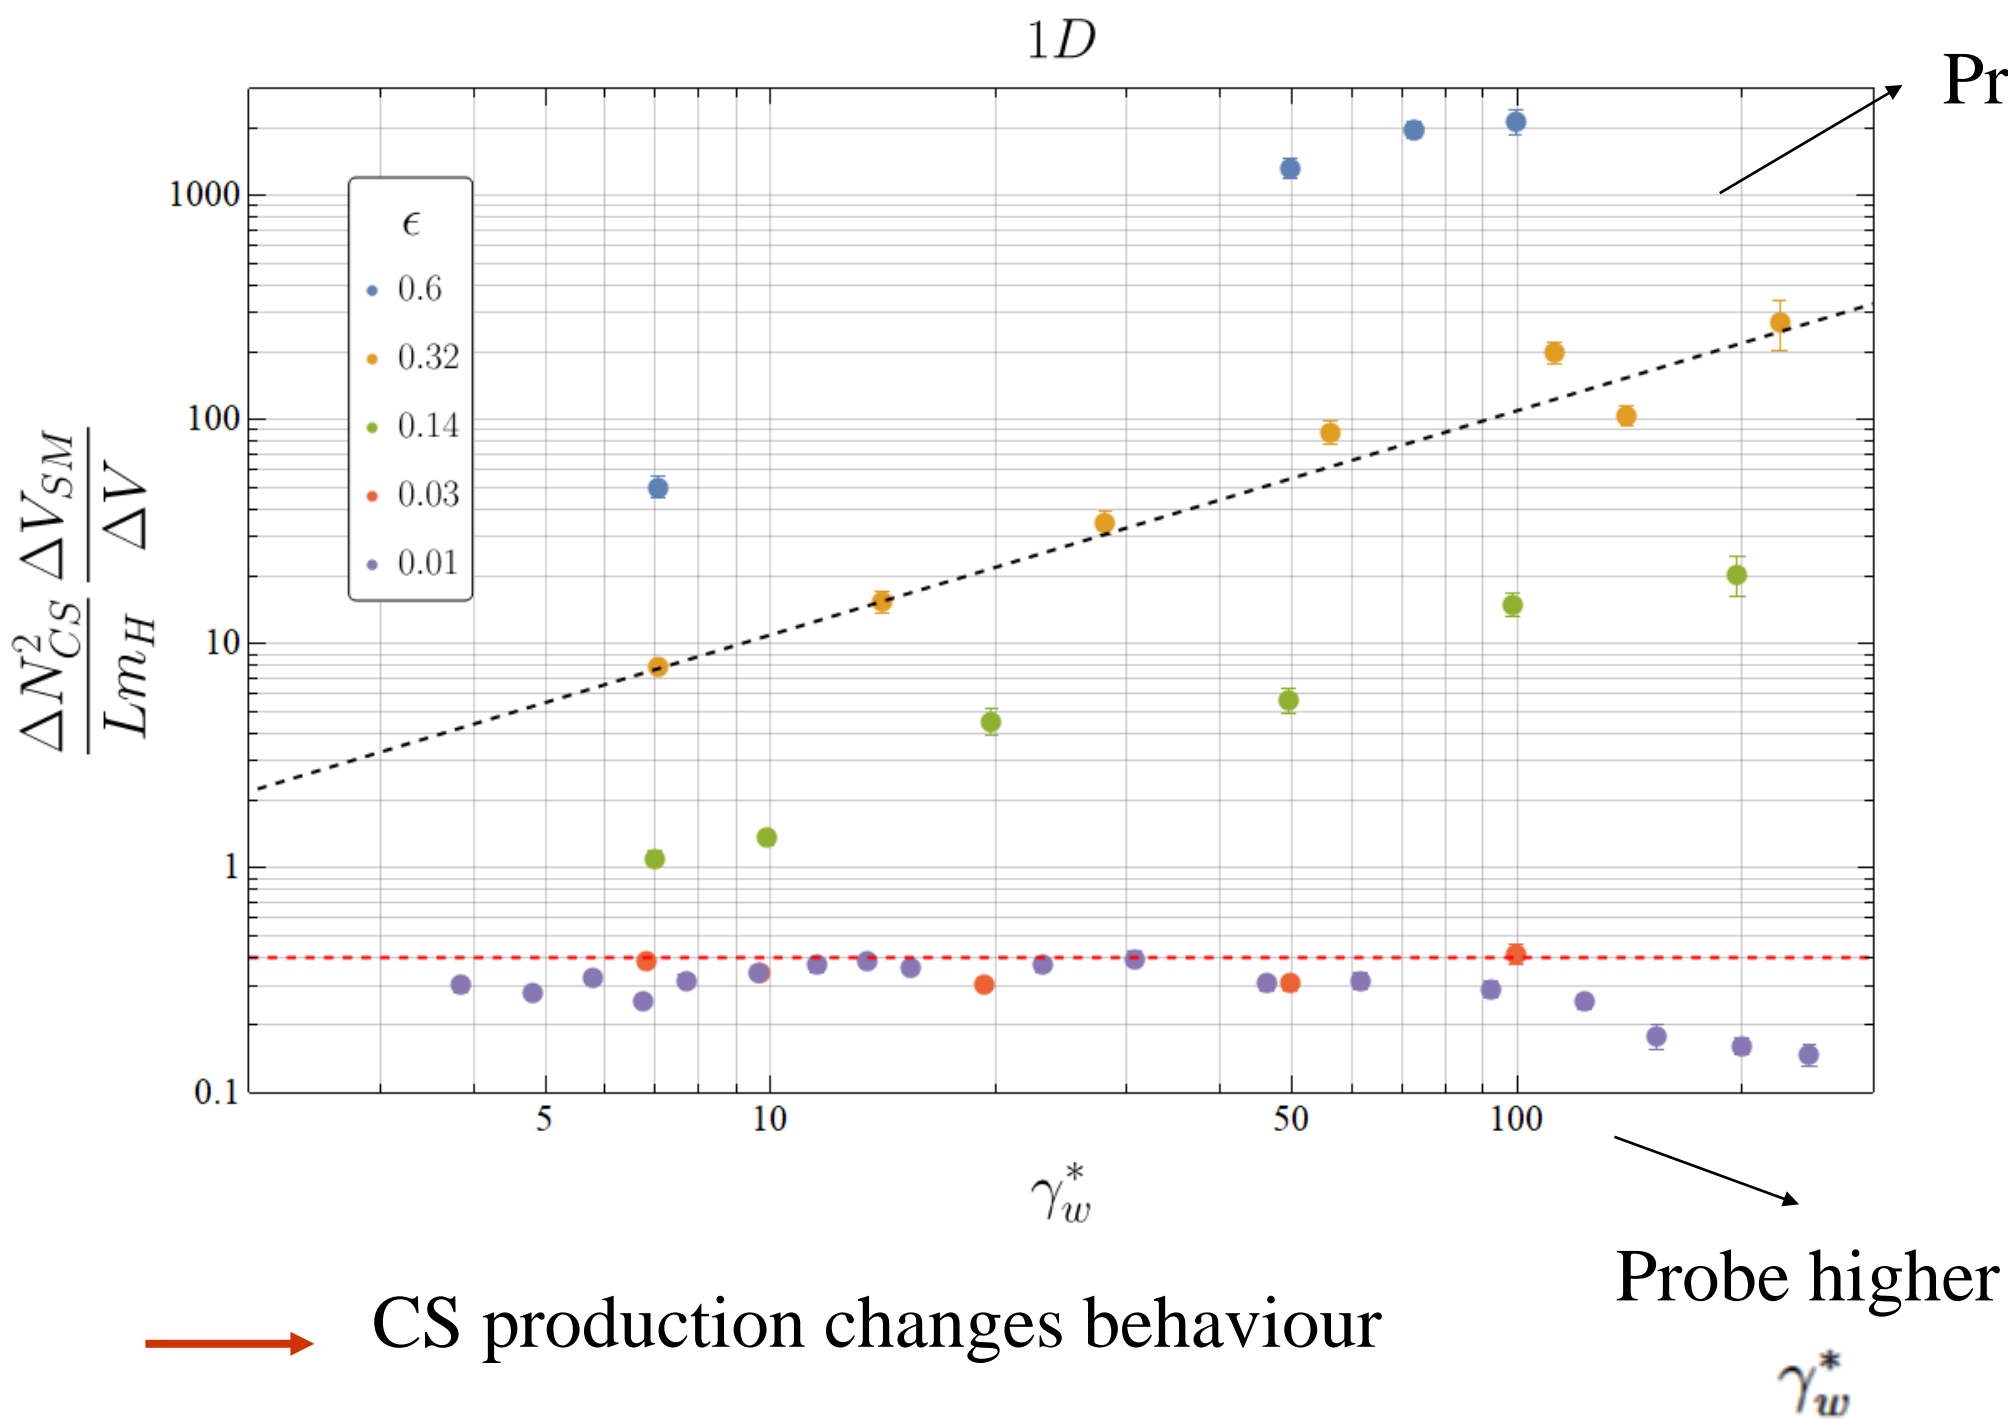 1D
Pr
1000
100
10
1
0.1
ϵ
0.6
0.32
0.14
0.03
0.01
ΔN²_CS ΔV_SM
Lm_H ΔV
5 10 50 100
γ*_w
Probe higher
γ*_w
CS production changes behaviour